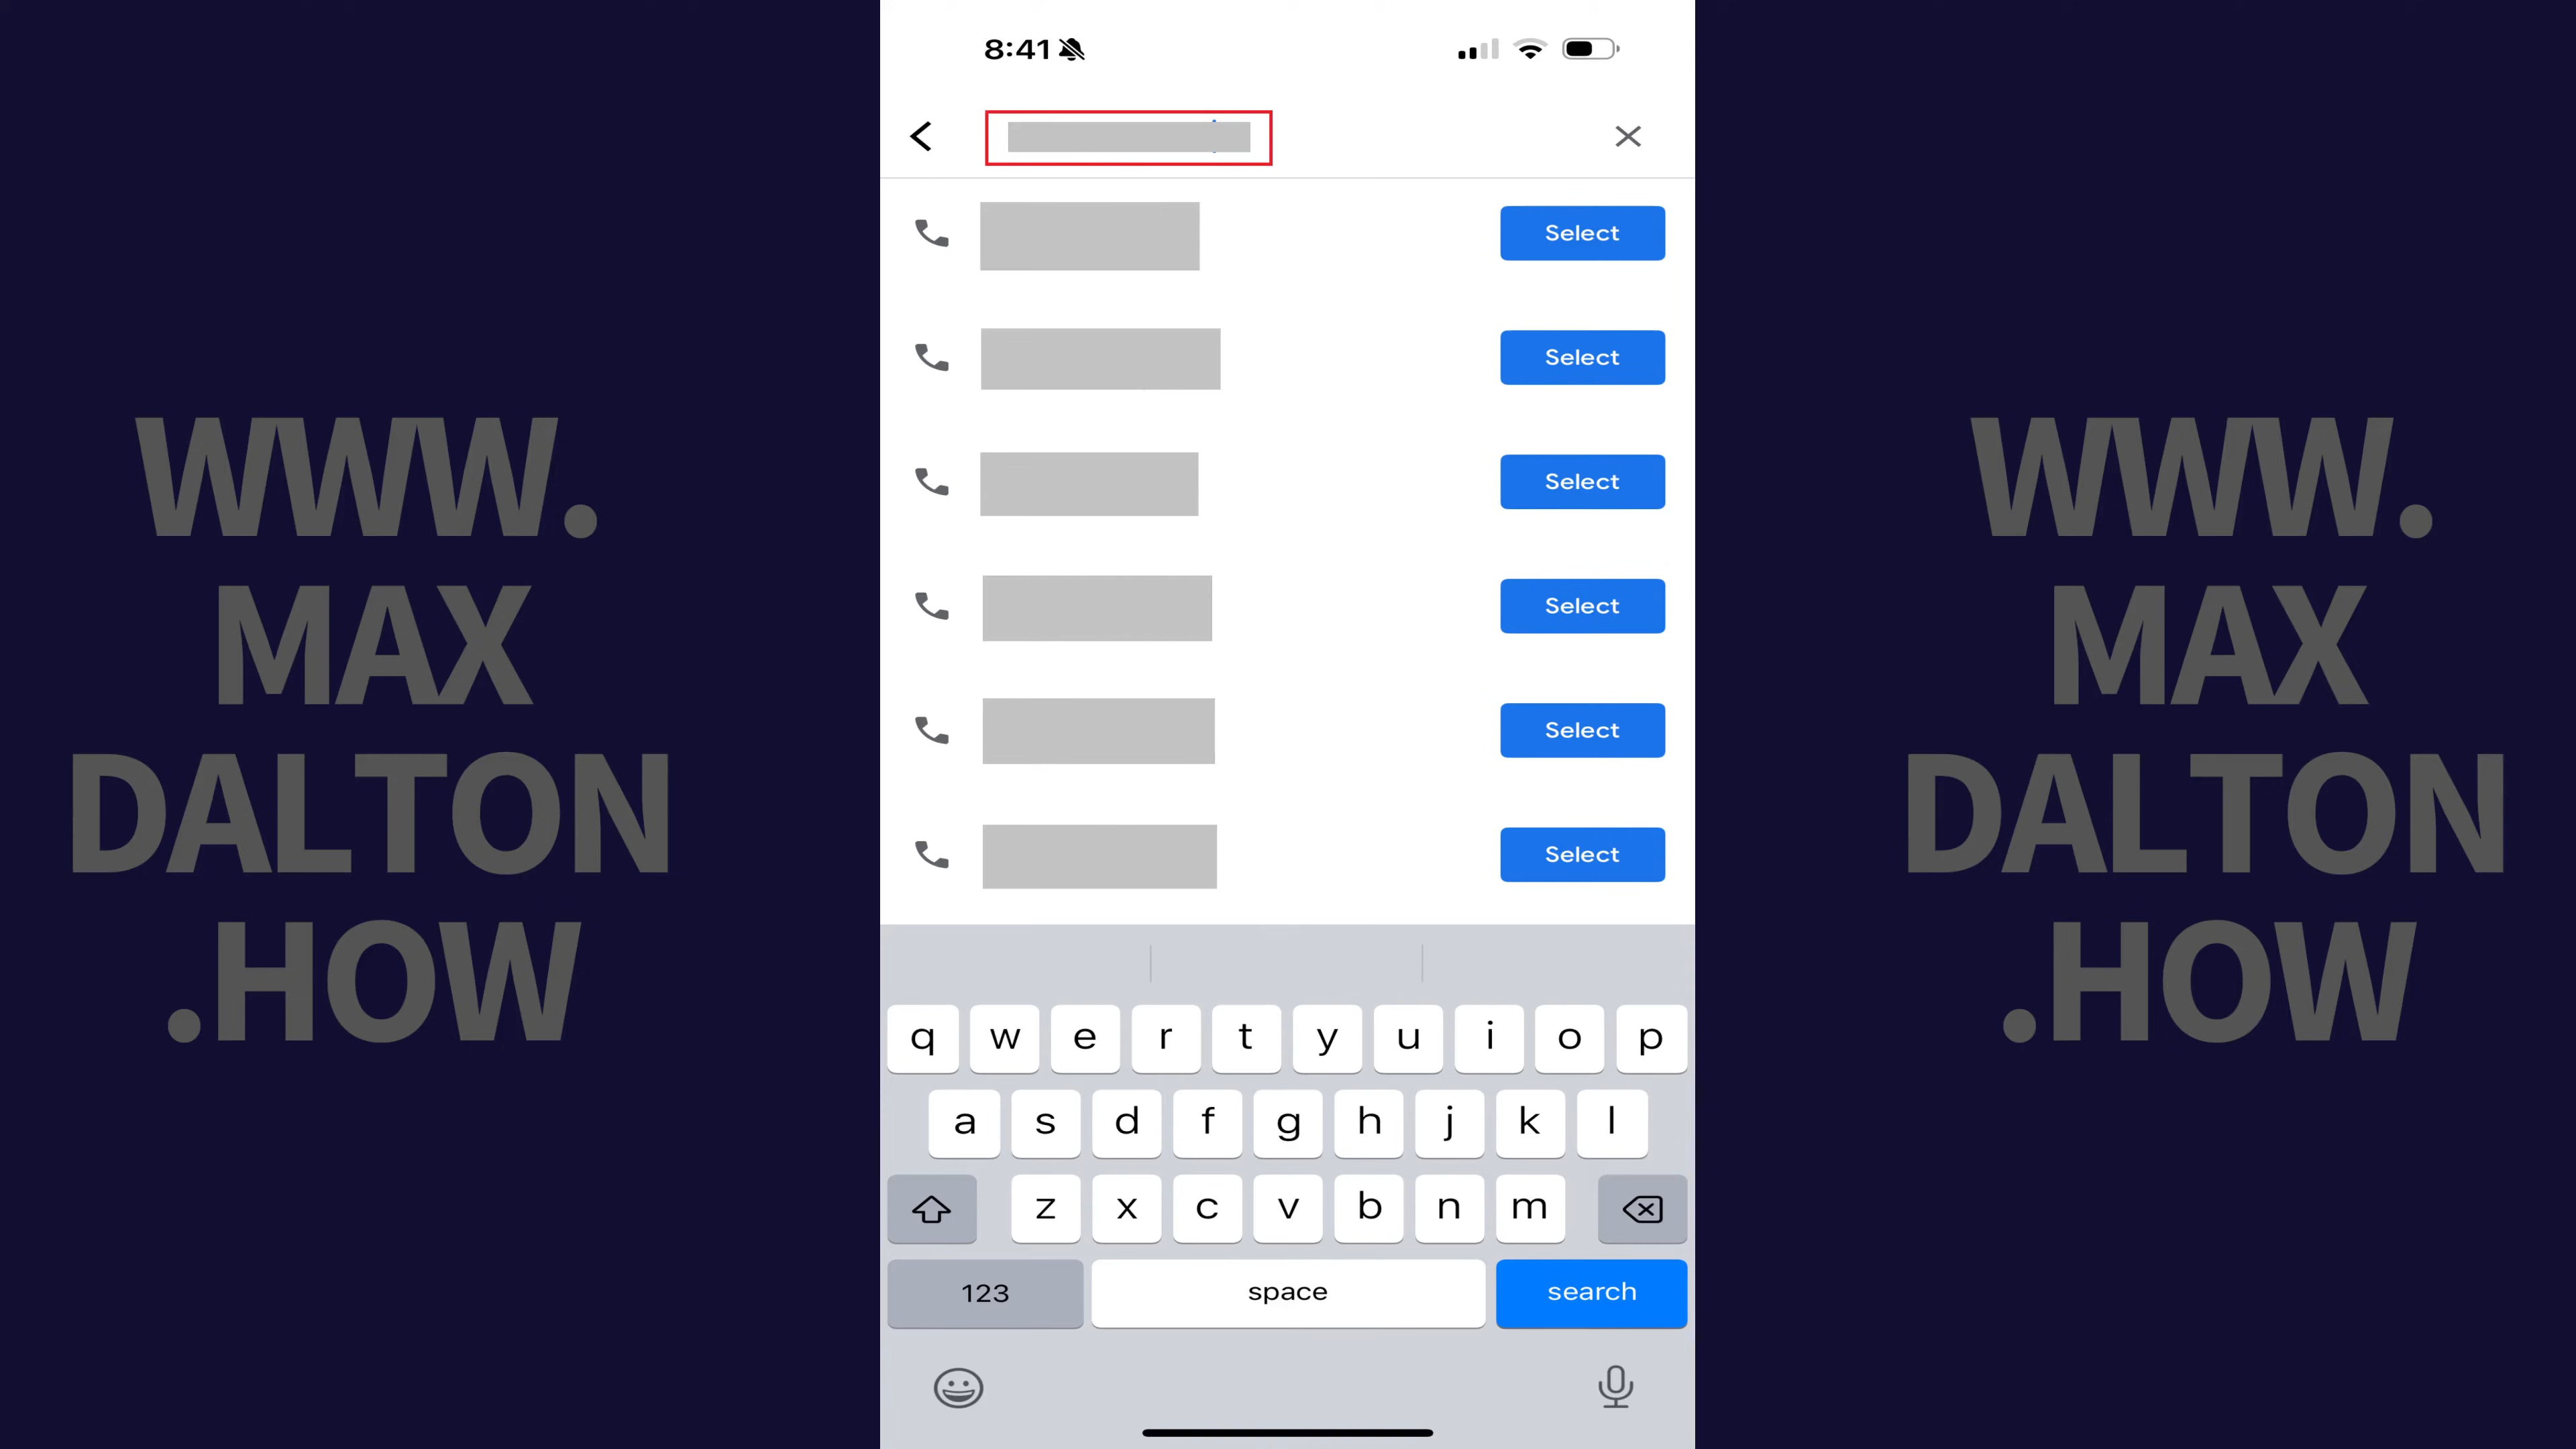 8:41
Select
Select
Select
Select
Select
Select
q w e r t y u i o p
a s d f g h j k l
z x c v b n m
123 space search
WWW.
MAX
DALTON
.HOW
WWW.
MAX
DALTON
.HOW